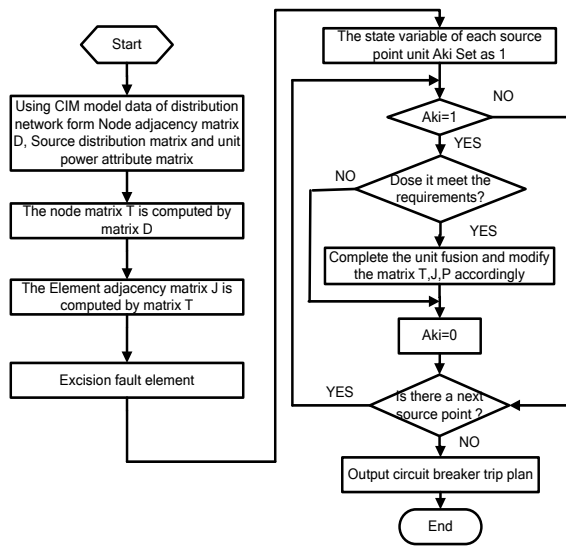 Start
Using CIM model data of distribution
network form Node adjacency matrix
D, Source distribution matrix and unit
power attribute matrix
The node matrix T is computed by
matrix D
The Element adjacency matrix J is
computed by matrix T
Excision fault element
The state variable of each source
point unit Aki Set as 1
Aki=1
NO
YES
Dose it meet the
requirements?
NO
YES
Complete the unit fusion and modify
the matrix T,J,P accordingly
Aki=0
Is there a next
source point ?
YES
NO
Output circuit breaker trip plan
End